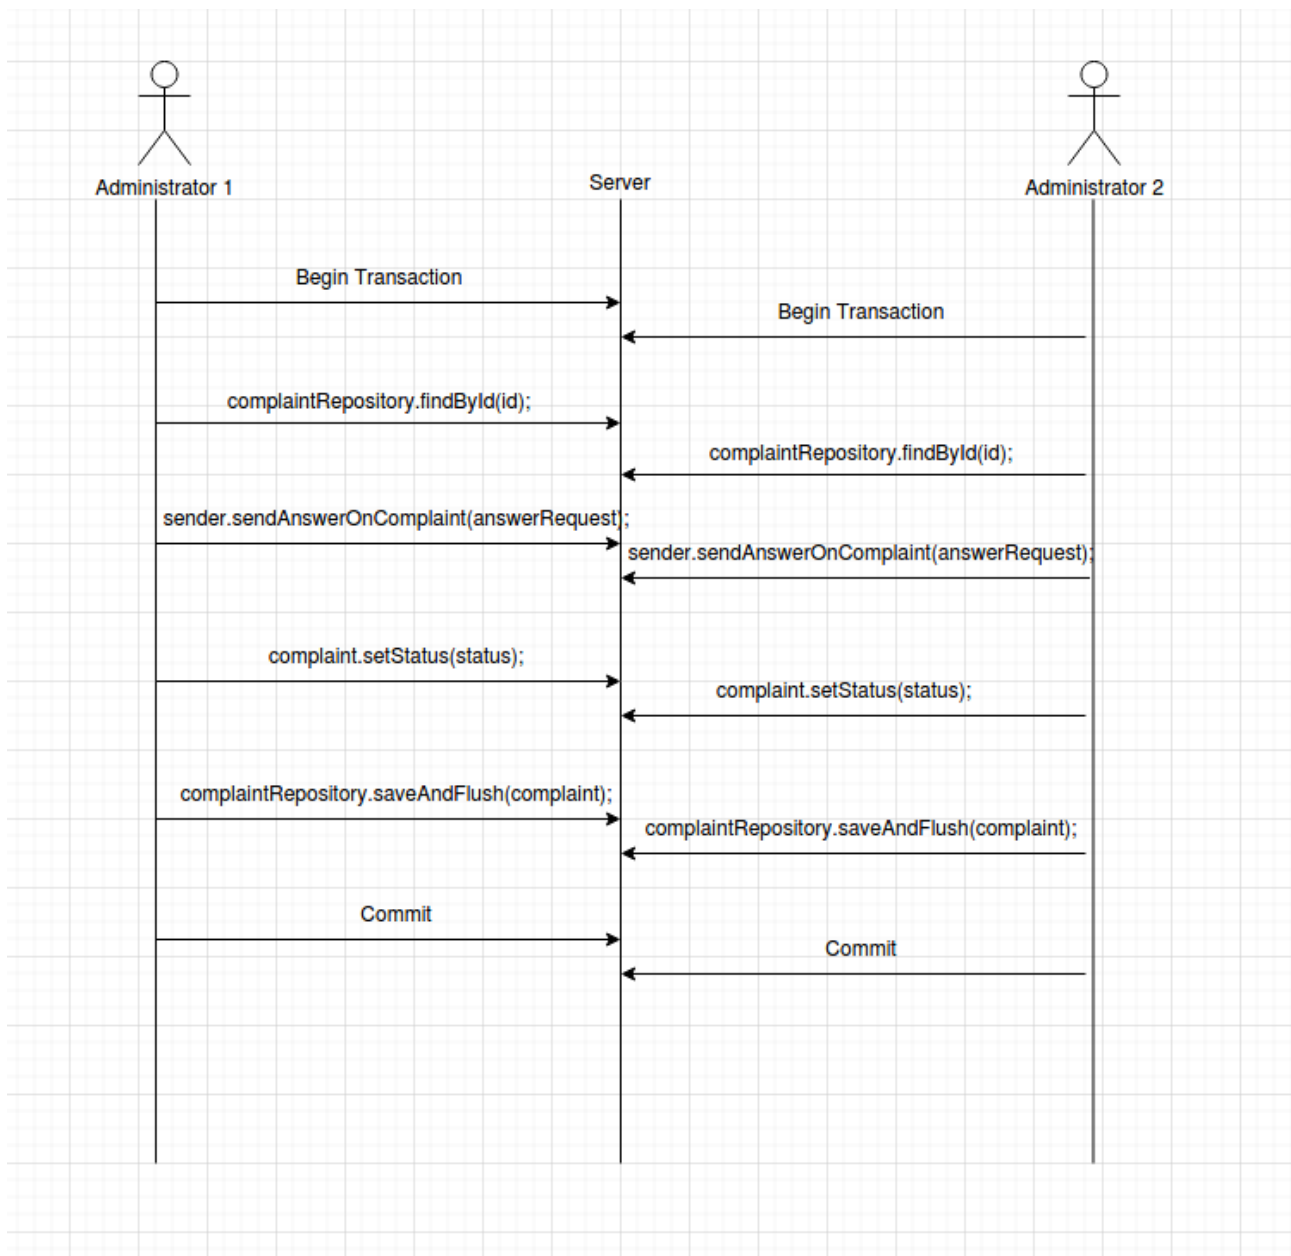 Administrator 1
Server
Administrator 2
Begin Transaction
Begin Transaction
complaintRepository.findById(id);
complaintRepository.findById(id);
sender.sendAnswerOnComplaint(answerRequest);
sender.sendAnswerOnComplaint(answerRequest);
complaint.setStatus(status);
complaint.setStatus(status);
complaintRepository.saveAndFlush(complaint);
complaintRepository.saveAndFlush(complaint);
Commit
Commit